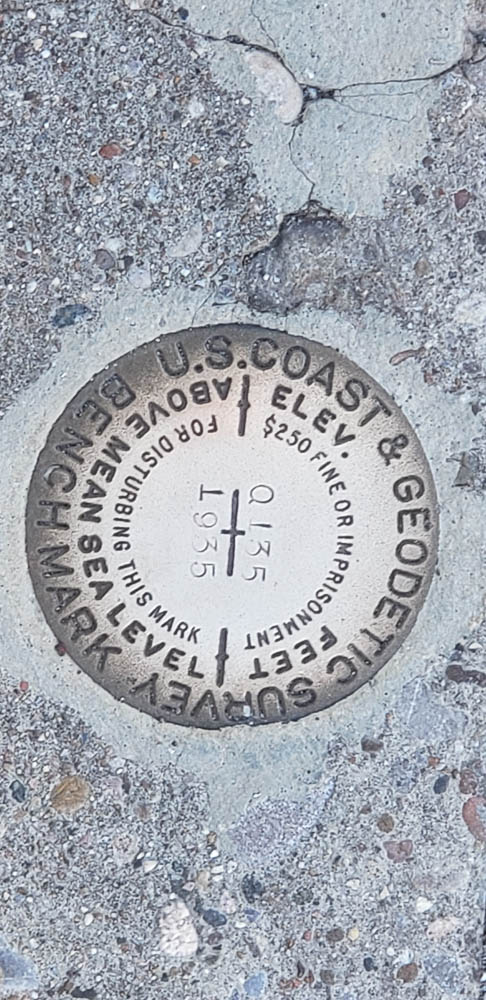 U.S. COAST & GEODETIC SURVEY
BENCH MARK
ELEV. FEET
ABOVE MEAN SEA LEVEL
$250 FINE OR IMPRISONMENT
FOR DISTURBING THIS MARK
Q135
1935